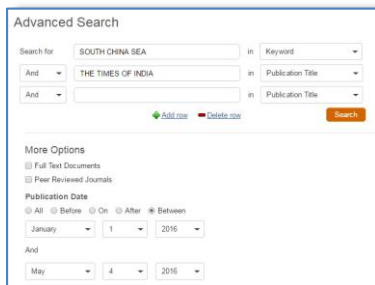 Advanced Search
Search for SOUTH CHINA SEA in Keyword
And THE TIMES OF INDIA in Publication Title
And in Publication Title
Add row Delete row Search
More Options
Full Text Documents
Peer Reviewed Journals
Publication Date
All Before On After Between
January 1 2016
And
May 4 2016